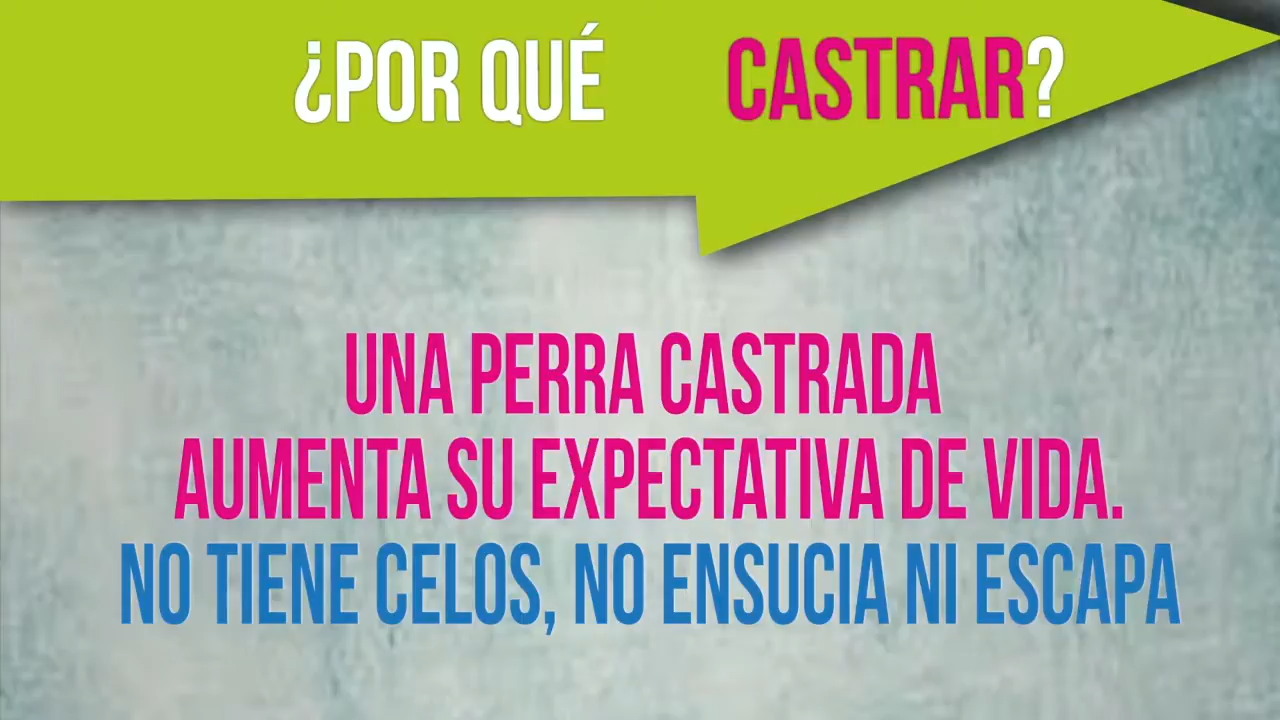 ¿POR QUÉ CASTRAR?
UNA PERRA CASTRADA
AUMENTA SU EXPECTATIVA DE VIDA.
NO TIENE CELOS, NO ENSUCIA NI ESCAPA